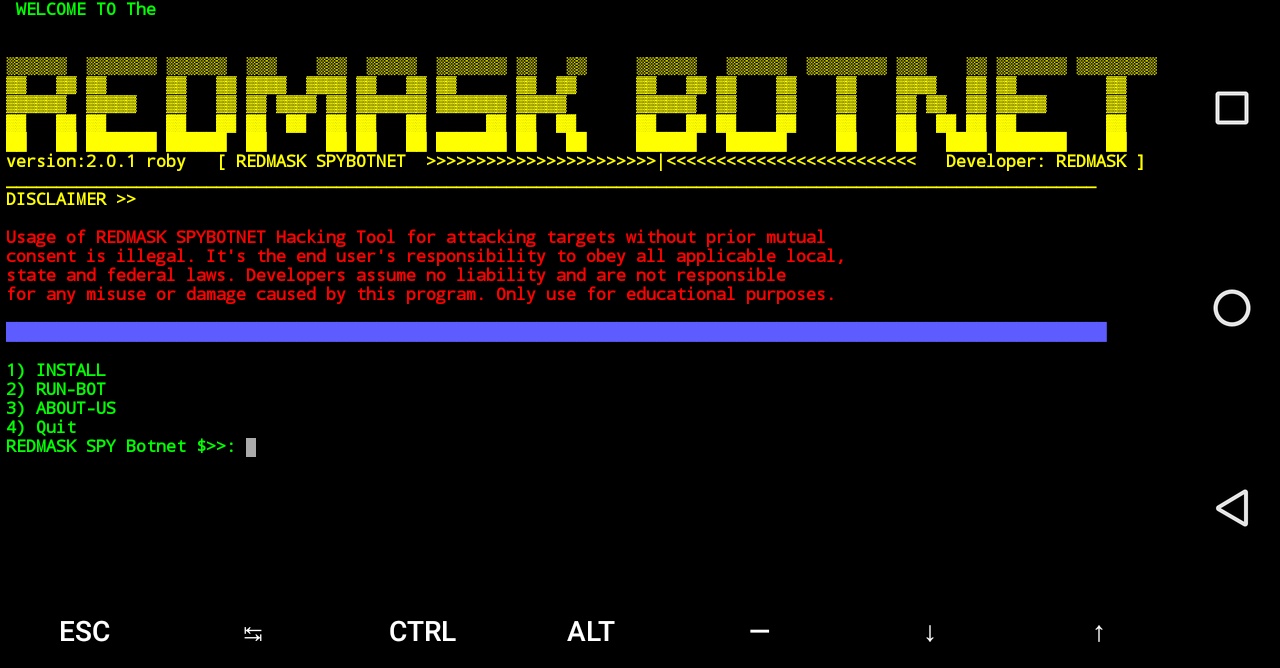 WELCOME TO The
REDMASK BOTNET
version:2.0.1 roby [ REDMASK SPYBOTNET >>>>>>>>>>>>>>>>>>>>>>>|<<<<<<<<<<<<<<<<<<<<<<<<< Developer: REDMASK ]
DISCLAIMER >>
Usage of REDMASK SPYBOTNET Hacking Tool for attacking targets without prior mutual
consent is illegal. It's the end user's responsibility to obey all applicable local,
state and federal laws. Developers assume no liability and are not responsible
for any misuse or damage caused by this program. Only use for educational purposes.
1) INSTALL
2) RUN-BOT
3) ABOUT-US
4) Quit
REDMASK SPY Botnet $>>:
ESC ⇆ CTRL ALT — ↓ ↑